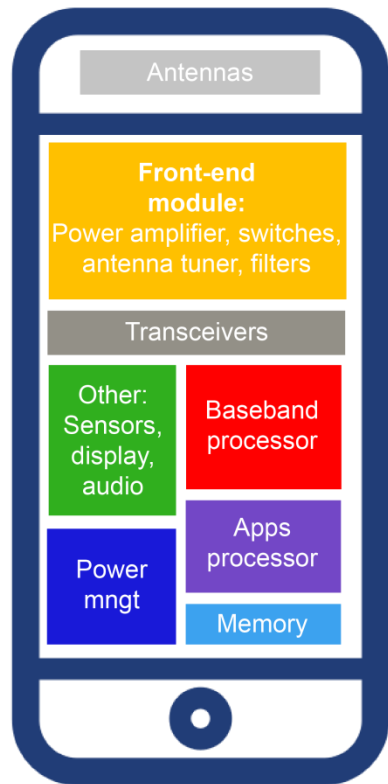 Antennas
Front-end
module:
Power amplifier, switches,
antenna tuner, filters
Transceivers
Other:
Sensors,
display,
audio
Baseband
processor
Power
mngt
Apps
processor
Memory